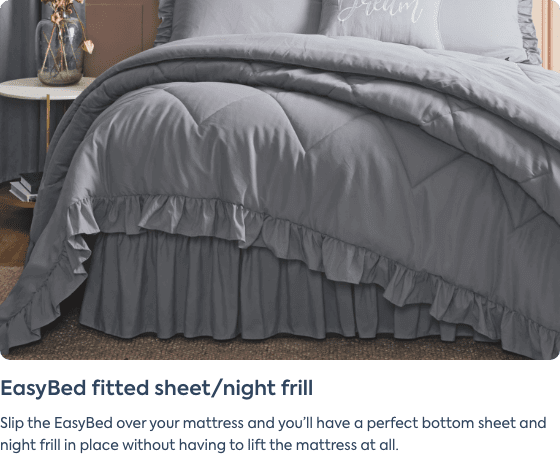 Dream
EasyBed fitted sheet/night frill
Slip the EasyBed over your mattress and you’ll have a perfect bottom sheet and
night frill in place without having to lift the mattress at all.